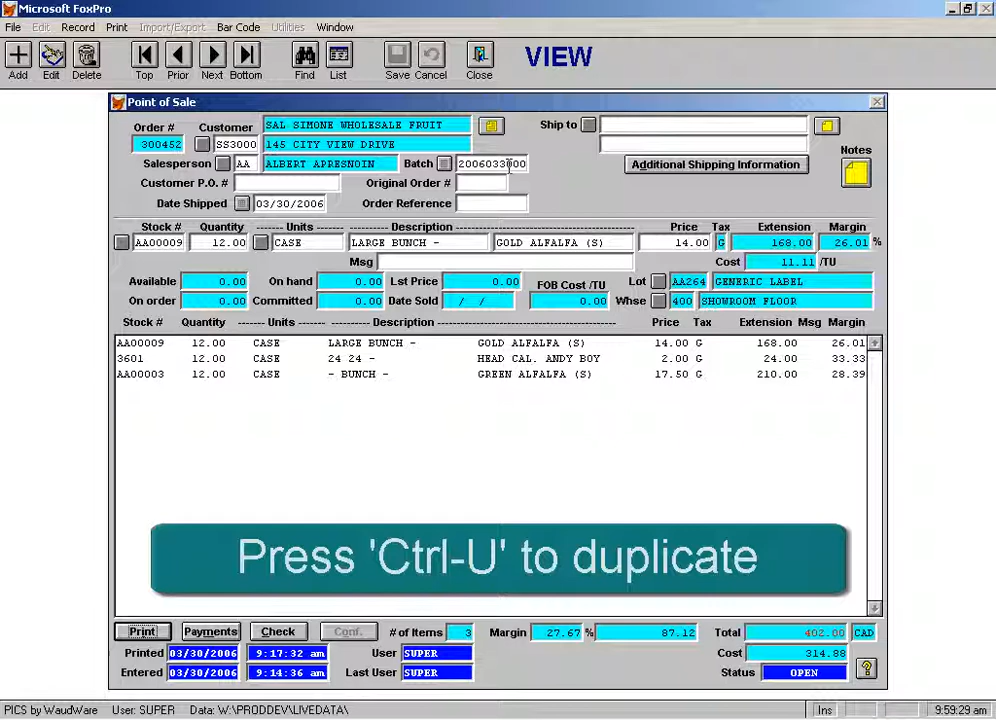 Microsoft FoxPro
File Edit Record Print Import/Export Bar Code Utilities Window
Add Edit Delete Top Prior Next Bottom Find List Save Cancel Close VIEW
Point of Sale
Order # Customer SAL SIMONE WHOLESALE FRUIT Ship to
300452 SS3000 145 CITY VIEW DRIVE Notes
Salesperson AA ALBERT APRESNOIN Batch 2006033000 Additional Shipping Information
Customer P.O. # Original Order #
Date Shipped 03/30/2006 Order Reference
Stock # Quantity ------- Units ------- ---------- Description ---------- Price Tax Extension Margin
AA00009 12.00 CASE LARGE BUNCH - GOLD ALFALFA (S) 14.00 G 168.00 26.01 %
Msg Cost 11.11 /TU
Available 0.00 On hand 0.00 Lst Price 0.00 FOB Cost /TU Lot AA264 GENERIC LABEL
On order 0.00 Committed 0.00 Date Sold / / 0.00 Whse 400 SHOWROOM FLOOR
Stock # Quantity ------- Units ------- ---------- Description ---------- Price Tax Extension Msg Margin
AA00009 12.00 CASE LARGE BUNCH - GOLD ALFALFA (S) 14.00 G 168.00 26.01
3601 12.00 CASE 24 24 - HEAD CAL. ANDY BOY 2.00 G 24.00 33.33
AA00003 12.00 CASE - BUNCH - GREEN ALFALFA (S) 17.50 G 210.00 28.39
Press 'Ctrl-U' to duplicate
Print Payments Check Conf. # of Items 3 Margin 27.67 % 87.12 Total 402.00 CAD
Printed 03/30/2006 9:17:32 am User SUPER Cost 314.88
Entered 03/30/2006 9:14:36 am Last User SUPER Status OPEN ?
PICS by WaudWare User: SUPER Data: W:\PRODDEV\LIVEDATA\ Ins 9:59:29 am